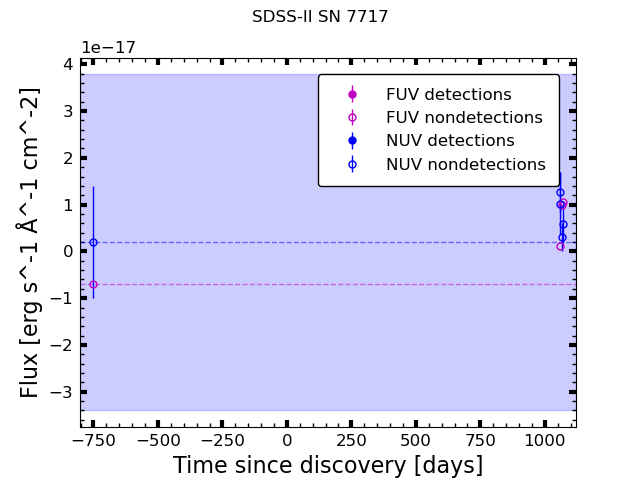 SDSS-II SN 7717
1e−17
4
3
2
1
0
−1
−2
−3
Flux [erg s^-1 Å^-1 cm^-2]
FUV detections
FUV nondetections
NUV detections
NUV nondetections
−750 −500 −250 0 250 500 750 1000
Time since discovery [days]